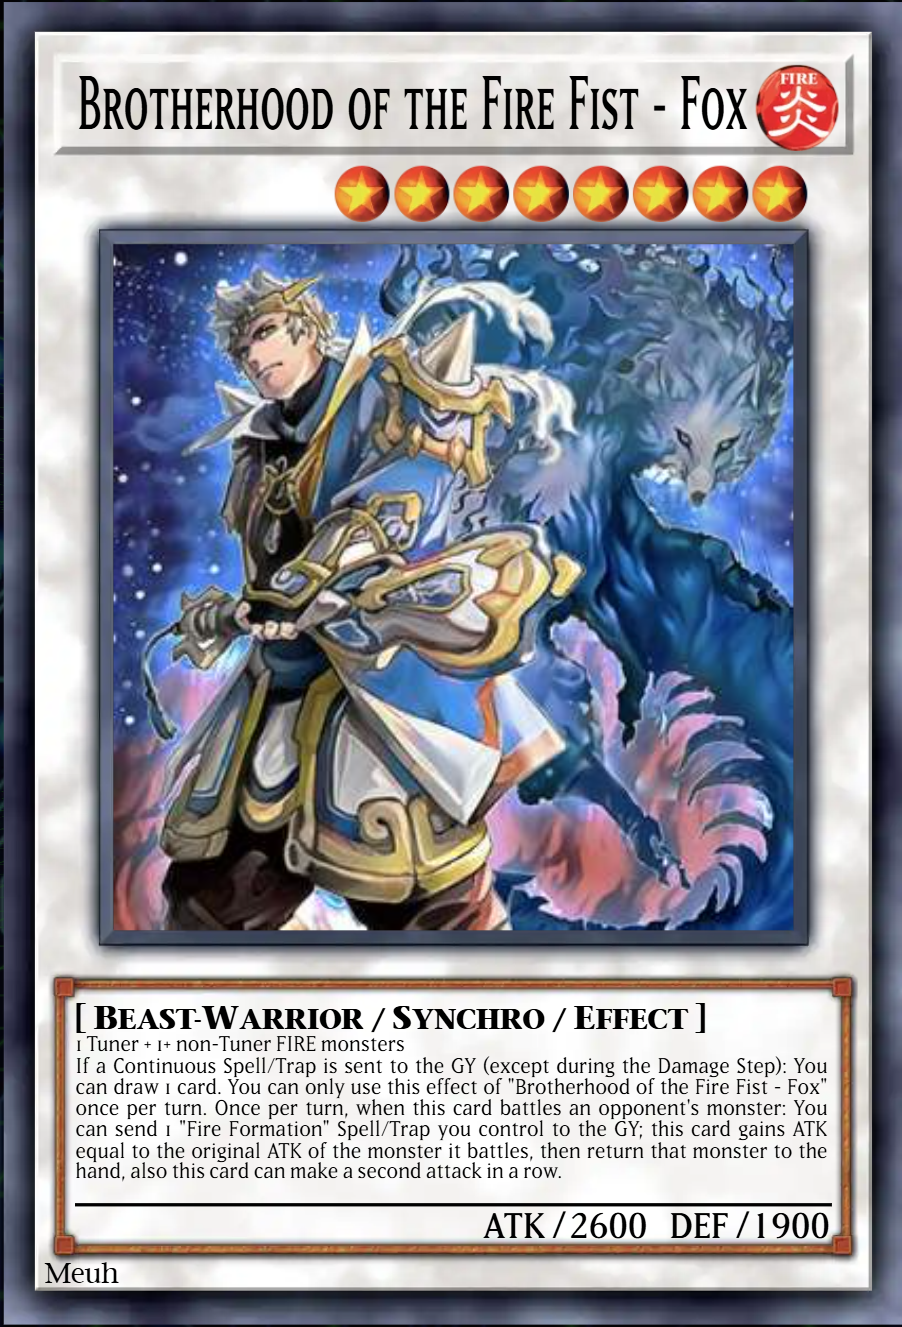 BROTHERHOOD OF THE FIRE FIST - FOX
FIRE
炎
[ BEAST-WARRIOR / SYNCHRO / EFFECT ]
1 Tuner + 1+ non-Tuner FIRE monsters
If a Continuous Spell/Trap is sent to the GY (except during the Damage Step): You
can draw 1 card. You can only use this effect of "Brotherhood of the Fire Fist - Fox"
once per turn. Once per turn, when this card battles an opponent's monster: You
can send 1 "Fire Formation" Spell/Trap you control to the GY; this card gains ATK
equal to the original ATK of the monster it battles, then return that monster to the
hand, also this card can make a second attack in a row.
ATK/2600 DEF/1900
Meuh